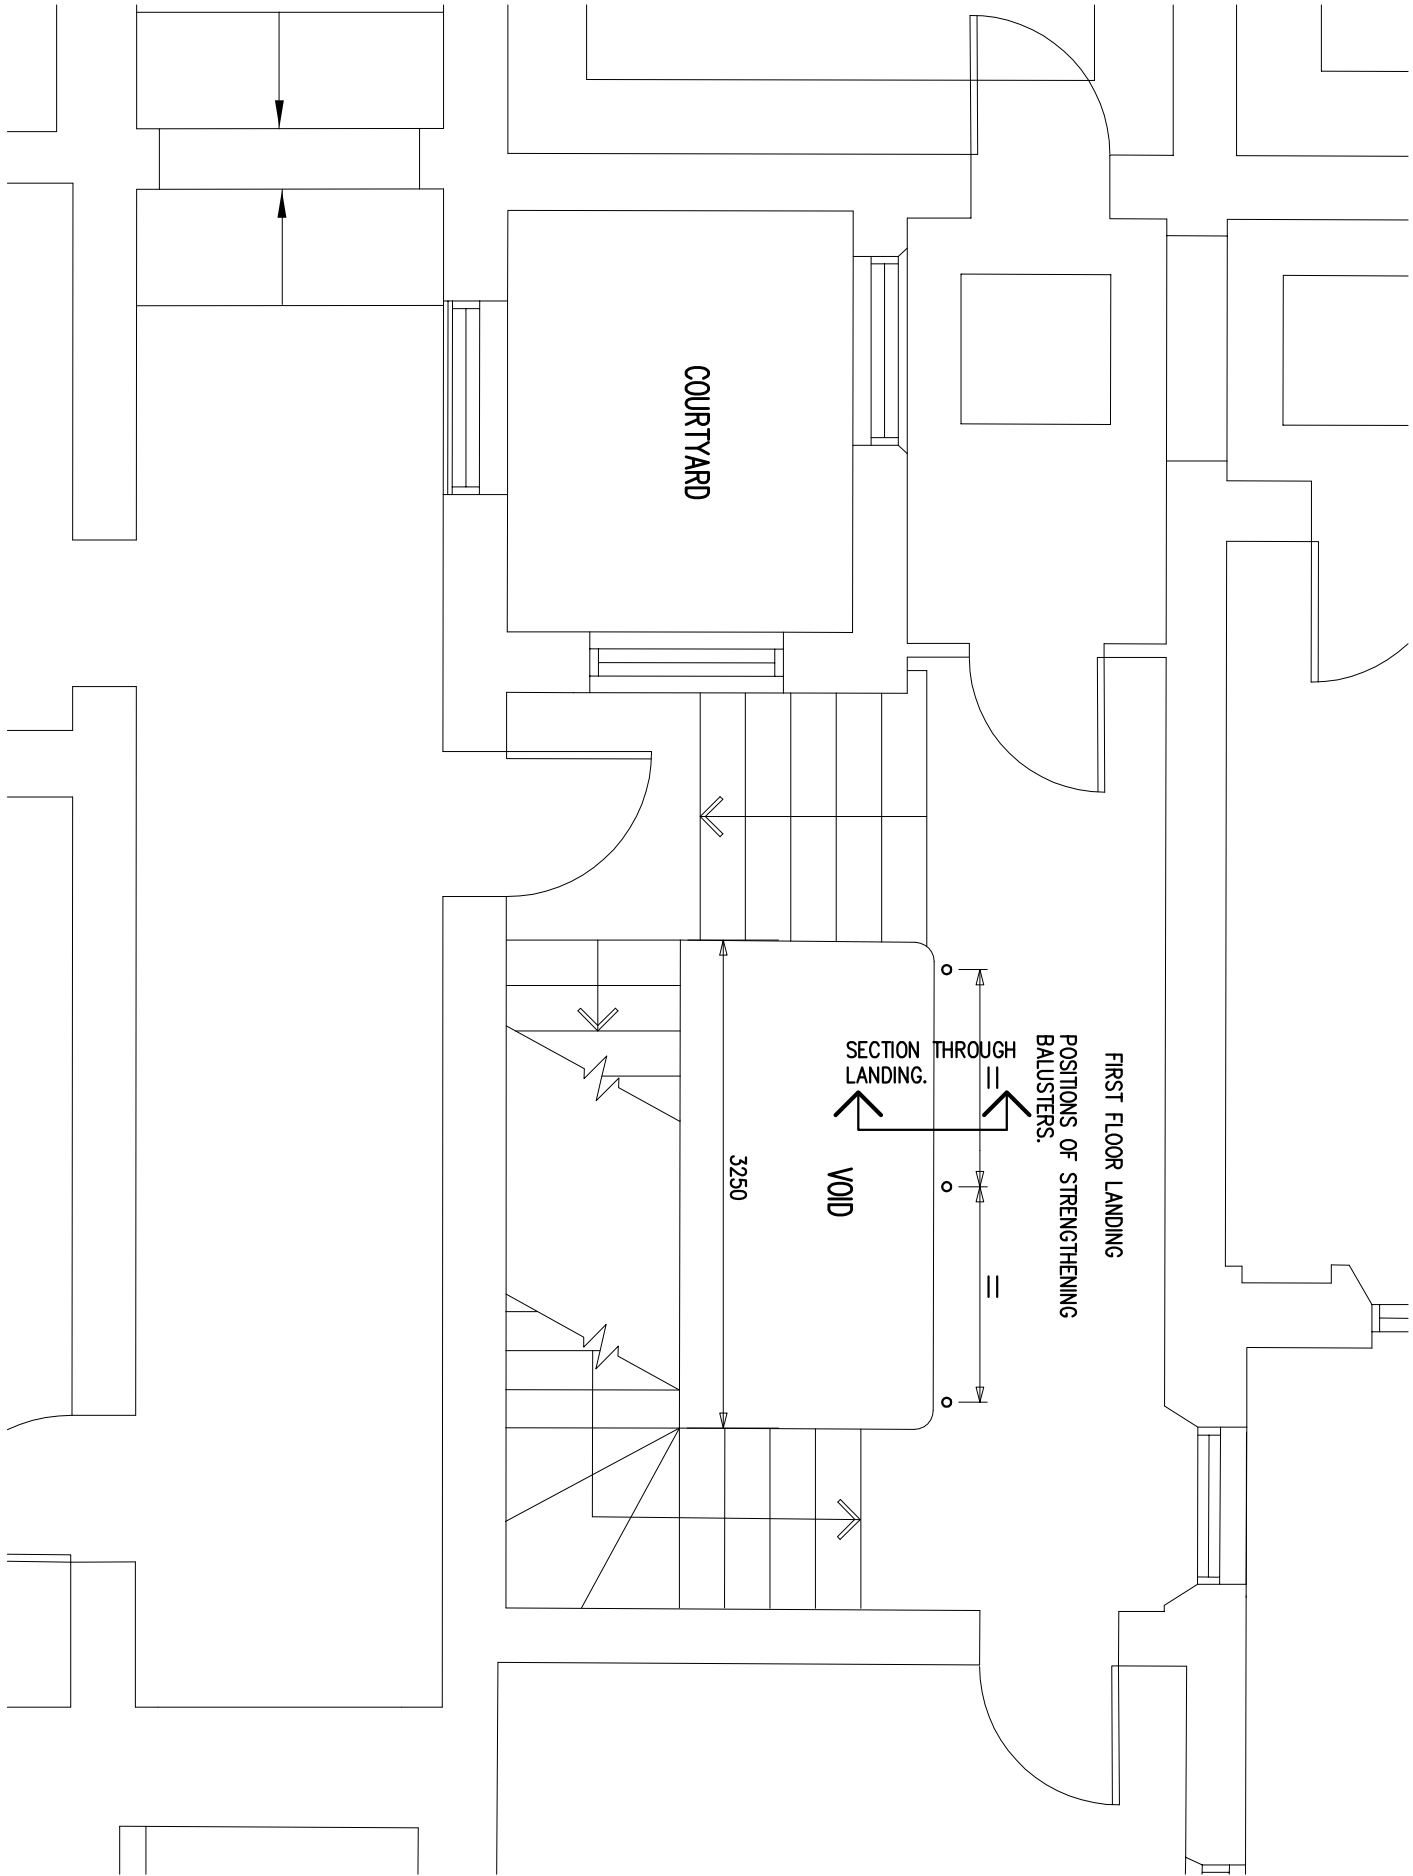 COURTYARD
FIRST FLOOR LANDING
POSITIONS OF STRENGTHENING
BALUSTERS.
SECTION THROUGH
LANDING.
VOID
3250